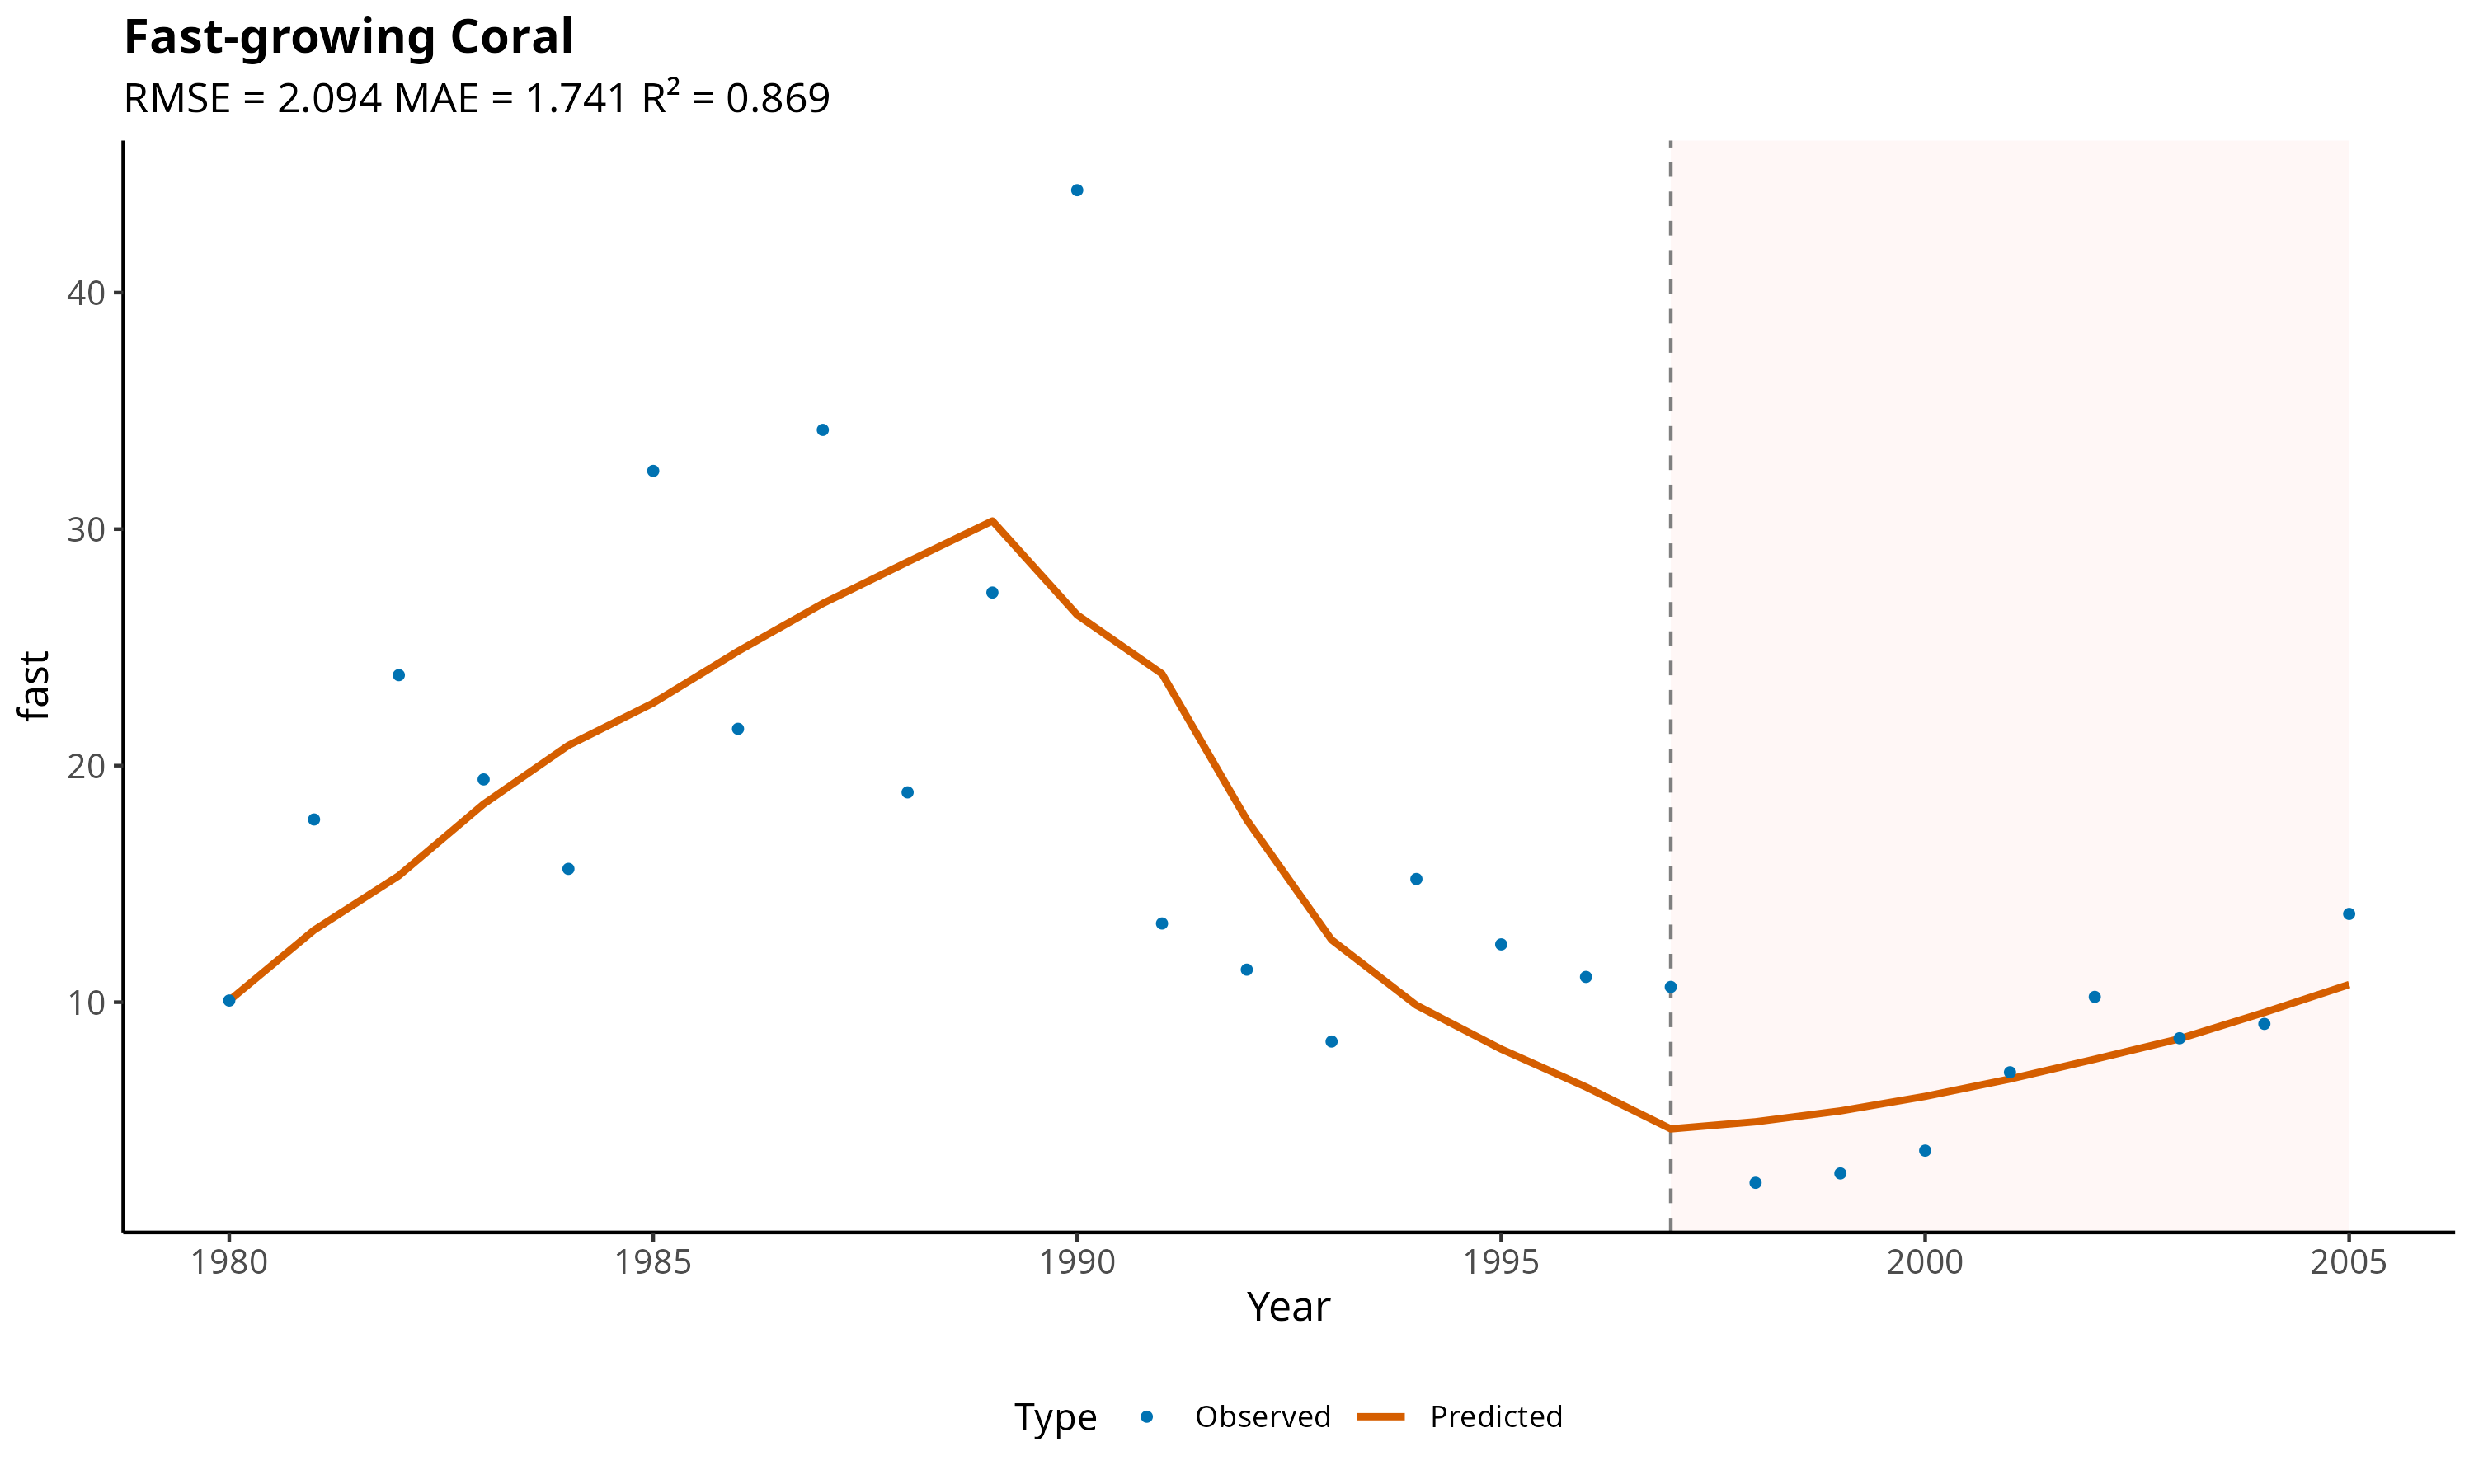 Fast-growing Coral
RMSE = 2.094 MAE = 1.741 R² = 0.869
fast
40
30
20
10
1980 1985 1990 1995 2000 2005
Year
Type Observed Predicted